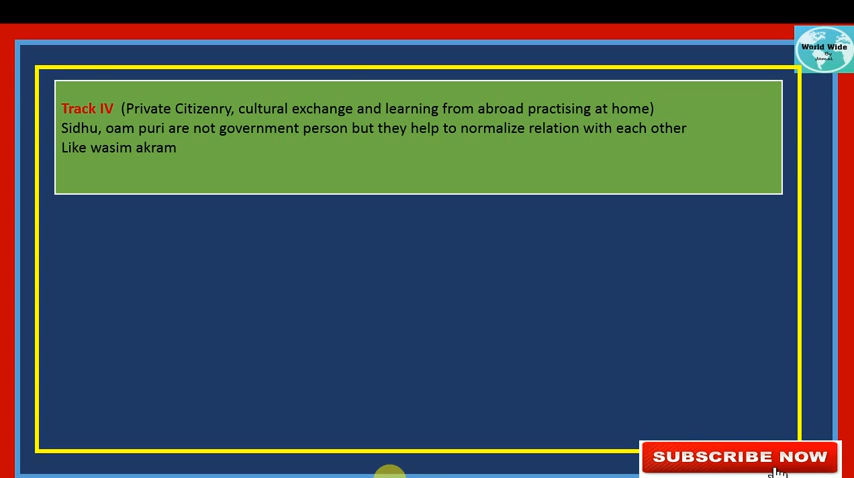 World Wide
Track IV (Private Citizenry, cultural exchange and learning from abroad practising at home)
Sidhu, oam puri are not government person but they help to normalize relation with each other
Like wasim akram
SUBSCRIBE NOW